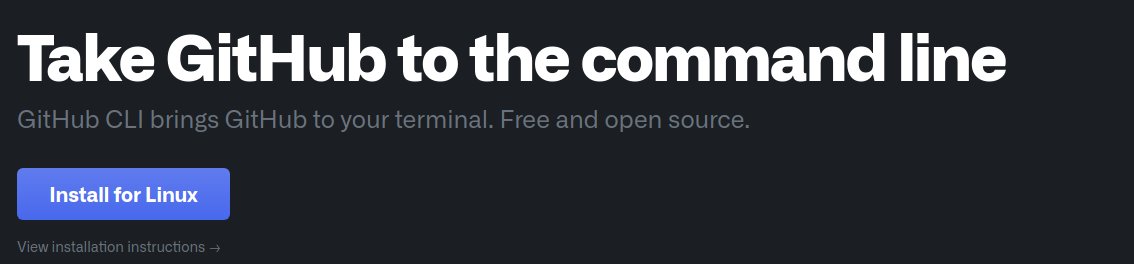 Take GitHub to the command line
GitHub CLI brings GitHub to your terminal. Free and open source.
Install for Linux
View installation instructions →